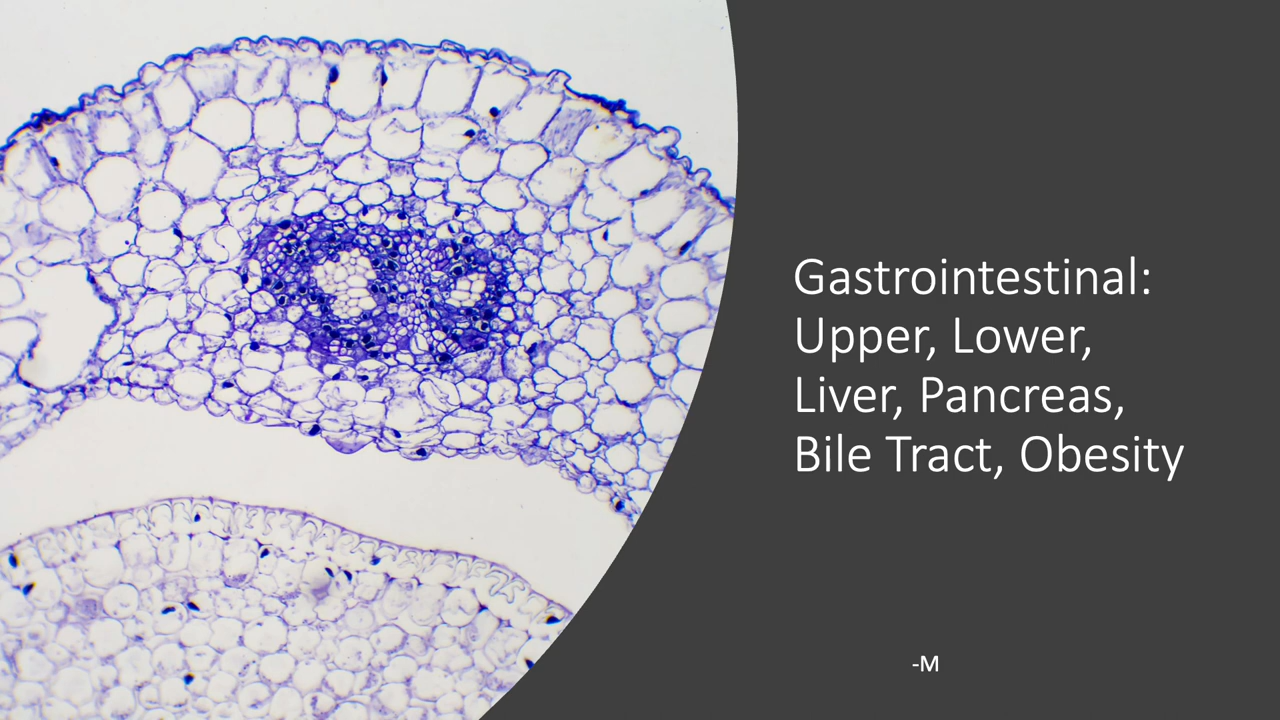 Gastrointestinal:
Upper, Lower,
Liver, Pancreas,
Bile Tract, Obesity
-M